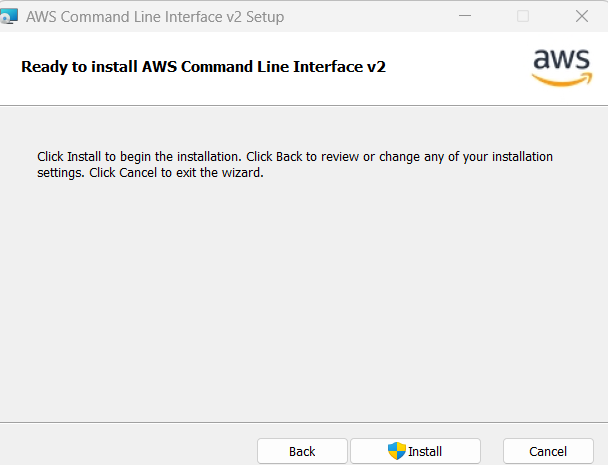 AWS Command Line Interface v2 Setup
Ready to install AWS Command Line Interface v2
aws
Click Install to begin the installation. Click Back to review or change any of your installation
settings. Click Cancel to exit the wizard.
Back
Install
Cancel